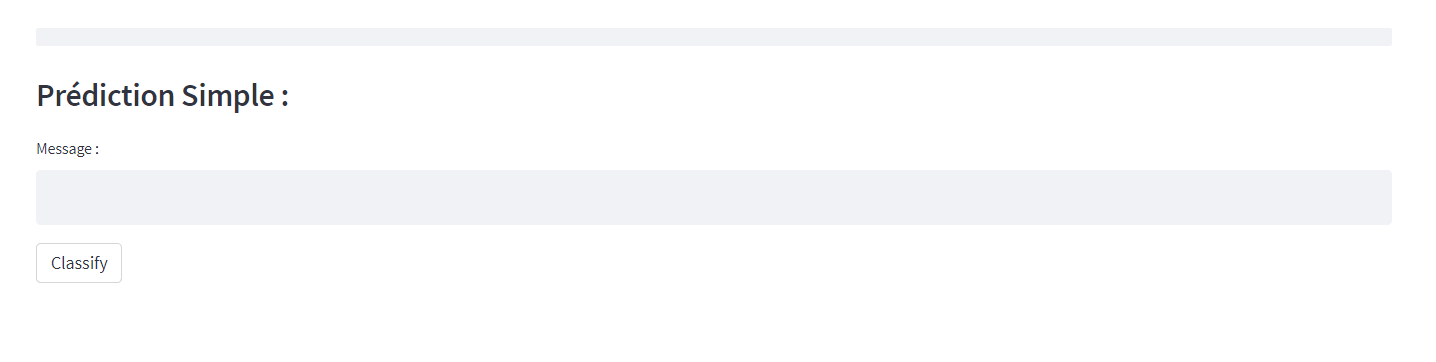 Prédiction Simple :
Message :
Classify